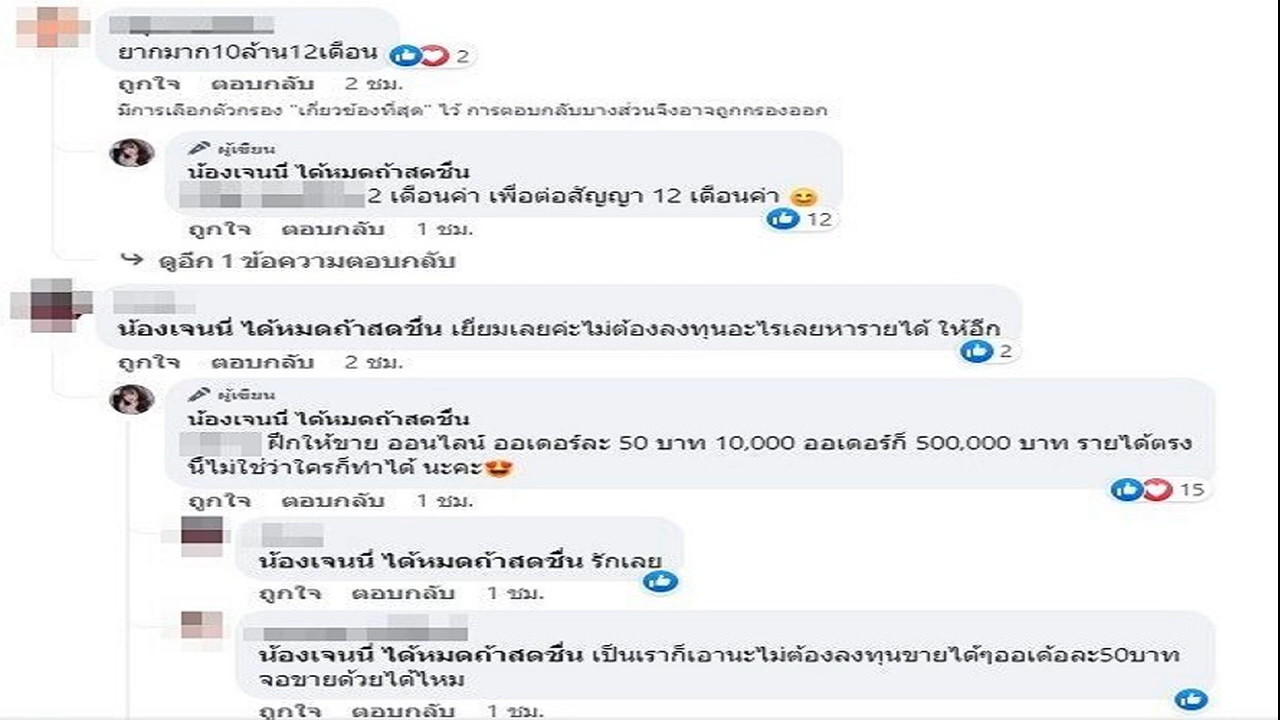 ยากมาก10ล้าน12เดือน 2
ถูกใจ ตอบกลับ 2 ชม.
มีการเลือกตัวกรอง "เกี่ยวข้องที่สุด" ไว้ การตอบกลับบางส่วนจึงอาจถูกกรองออก
ผู้เขียน
น้องเจนนี่ ได้หมดถ้าสดชื่น
2 เดือนค่า เพื่อต่อสัญญา 12 เดือนค่า 😊
12
ถูกใจ ตอบกลับ 1 ชม.
ดูอีก 1 ข้อความตอบกลับ
น้องเจนนี่ ได้หมดถ้าสดชื่น เยี่ยมเลยค่ะไม่ต้องลงทุนอะไรเลยหารายได้ ให้อีก
2
ถูกใจ ตอบกลับ 2 ชม.
ผู้เขียน
น้องเจนนี่ ได้หมดถ้าสดชื่น
ฝึกให้ขาย ออนไลน์ ออเดอร์ละ 50 บาท 10,000 ออเดอร์ก็ 500,000 บาท รายได้ตรง
นี้ไม่ใช่ว่าใครก็ทำได้ นะคะ😍
15
ถูกใจ ตอบกลับ 1 ชม.
น้องเจนนี่ ได้หมดถ้าสดชื่น รักเลย
ถูกใจ ตอบกลับ 1 ชม.
น้องเจนนี่ ได้หมดถ้าสดชื่น เป็นเราก็เอานะไม่ต้องลงทุนขายได้ๆออเด้อละ50บาท
จอขายด้วยได้ไหม
ถูกใจ ตอบกลับ 1 ชม.